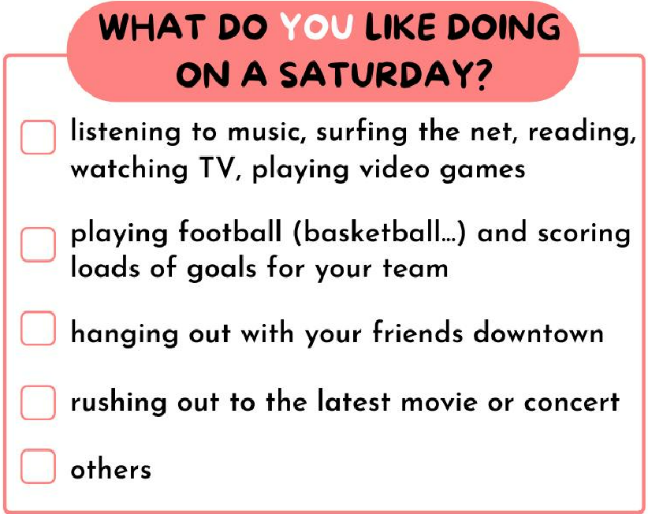 WHAT DO YOU LIKE DOING
ON A SATURDAY?
listening to music, surfing the net, reading,
watching TV, playing video games
playing football (basketball...) and scoring
loads of goals for your team
hanging out with your friends downtown
rushing out to the latest movie or concert
others